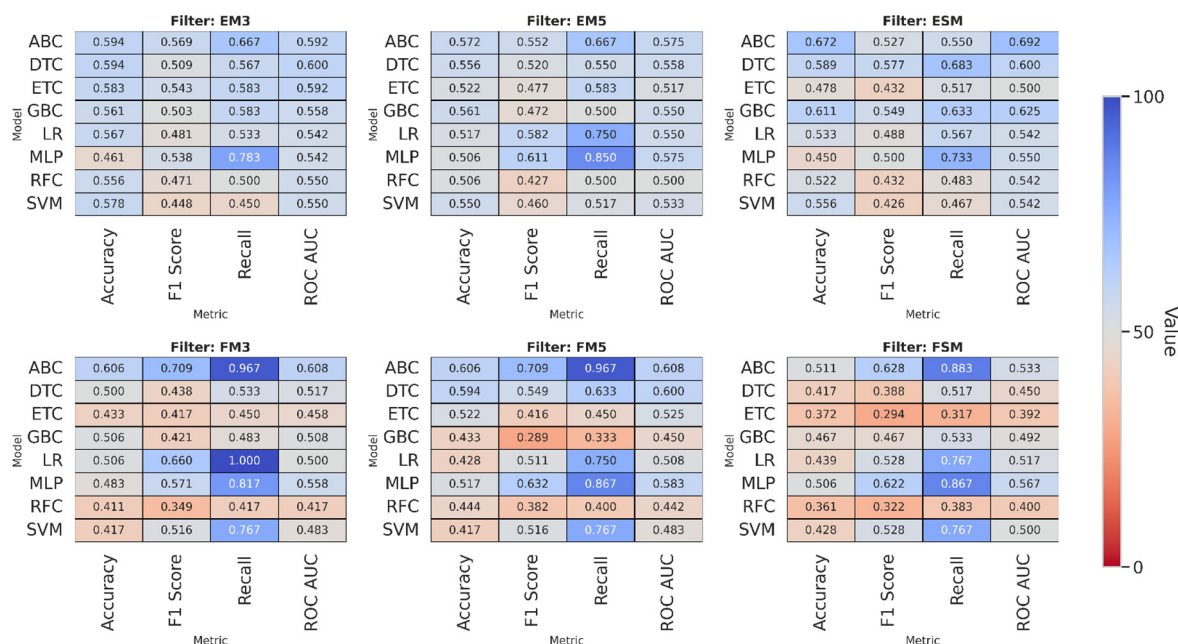 Filter: EM3
ABC 0.594 0.569 0.667 0.592
DTC 0.594 0.509 0.567 0.600
ETC 0.583 0.543 0.583 0.592
GBC 0.561 0.503 0.583 0.558
LR 0.567 0.481 0.533 0.542
MLP 0.461 0.538 0.783 0.542
RFC 0.556 0.471 0.500 0.550
SVM 0.578 0.448 0.450 0.550
Model
Accuracy F1 Score Recall ROC AUC
Metric
Filter: EM5
ABC 0.572 0.552 0.667 0.575
DTC 0.556 0.520 0.550 0.558
ETC 0.522 0.477 0.583 0.517
GBC 0.561 0.472 0.500 0.550
LR 0.517 0.582 0.750 0.550
MLP 0.506 0.611 0.850 0.575
RFC 0.506 0.427 0.500 0.500
SVM 0.550 0.460 0.517 0.533
Model
Accuracy F1 Score Recall ROC AUC
Metric
Filter: ESM
ABC 0.672 0.527 0.550 0.692
DTC 0.589 0.577 0.683 0.600
ETC 0.478 0.432 0.517 0.500
GBC 0.611 0.549 0.633 0.625
LR 0.533 0.488 0.567 0.542
MLP 0.450 0.500 0.733 0.550
RFC 0.522 0.432 0.483 0.542
SVM 0.556 0.426 0.467 0.542
Model
Accuracy F1 Score Recall ROC AUC
Metric
Filter: FM3
ABC 0.606 0.709 0.967 0.608
DTC 0.500 0.438 0.533 0.517
ETC 0.433 0.417 0.450 0.458
GBC 0.506 0.421 0.483 0.508
LR 0.506 0.660 1.000 0.500
MLP 0.483 0.571 0.817 0.558
RFC 0.411 0.349 0.417 0.417
SVM 0.417 0.516 0.767 0.483
Model
Accuracy F1 Score Recall ROC AUC
Metric
Filter: FM5
ABC 0.606 0.709 0.967 0.608
DTC 0.594 0.549 0.633 0.600
ETC 0.522 0.416 0.450 0.525
GBC 0.433 0.289 0.333 0.450
LR 0.428 0.511 0.750 0.508
MLP 0.517 0.632 0.867 0.583
RFC 0.444 0.382 0.400 0.442
SVM 0.417 0.516 0.767 0.483
Model
Accuracy F1 Score Recall ROC AUC
Metric
Filter: FSM
ABC 0.511 0.628 0.883 0.533
DTC 0.417 0.388 0.517 0.450
ETC 0.372 0.294 0.317 0.392
GBC 0.467 0.467 0.533 0.492
LR 0.439 0.528 0.767 0.517
MLP 0.506 0.622 0.867 0.567
RFC 0.361 0.322 0.383 0.400
SVM 0.428 0.528 0.767 0.500
Model
Accuracy F1 Score Recall ROC AUC
Metric
100
50
0
Value